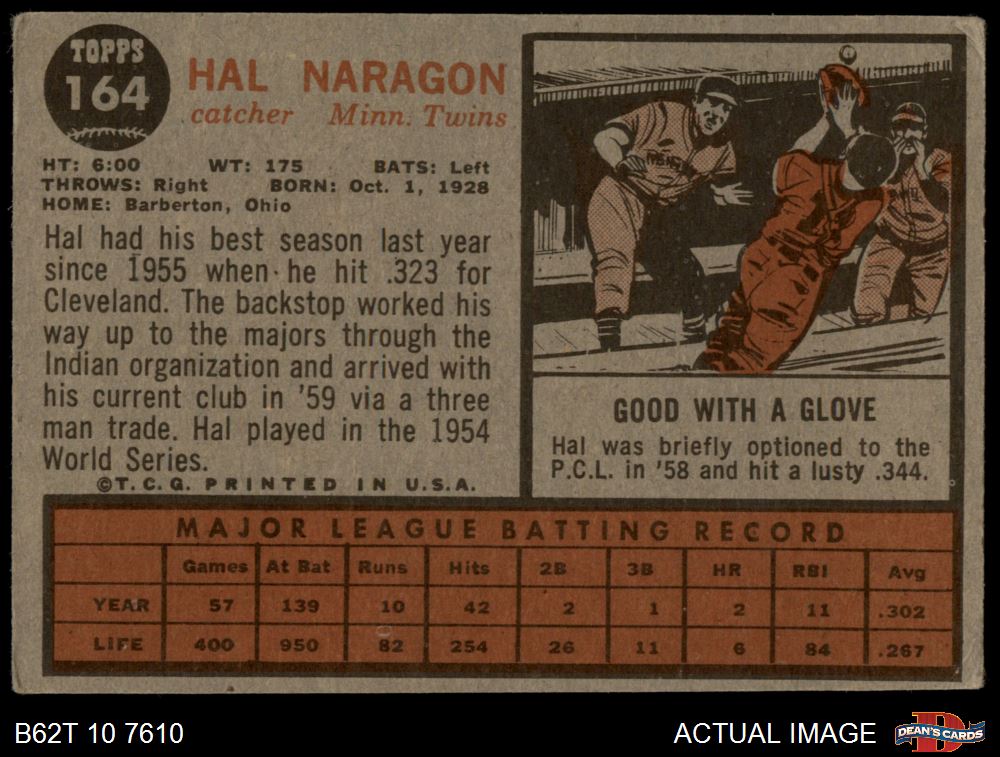 TOPPS
164
HAL NARAGON
catcher Minn. Twins
HT: 6:00 WT: 175 BATS: Left
THROWS: Right BORN: Oct. 1, 1928
HOME: Barberton, Ohio
Hal had his best season last year
since 1955 when he hit .323 for
Cleveland. The backstop worked his
way up to the majors through the
Indian organization and arrived with
his current club in '59 via a three
man trade. Hal played in the 1954
World Series.
©T.C.G. PRINTED IN U.S.A.
GOOD WITH A GLOVE
Hal was briefly optioned to the
P.C.L. in '58 and hit a lusty .344.
MAJOR LEAGUE BATTING RECORD
Games At Bat Runs Hits 2B 3B HR RBI Avg
YEAR 57 139 10 42 2 1 2 11 .302
LIFE 400 950 82 254 26 11 6 84 .267
B62T 10 7610
ACTUAL IMAGE
D
DEAN'S CARDS